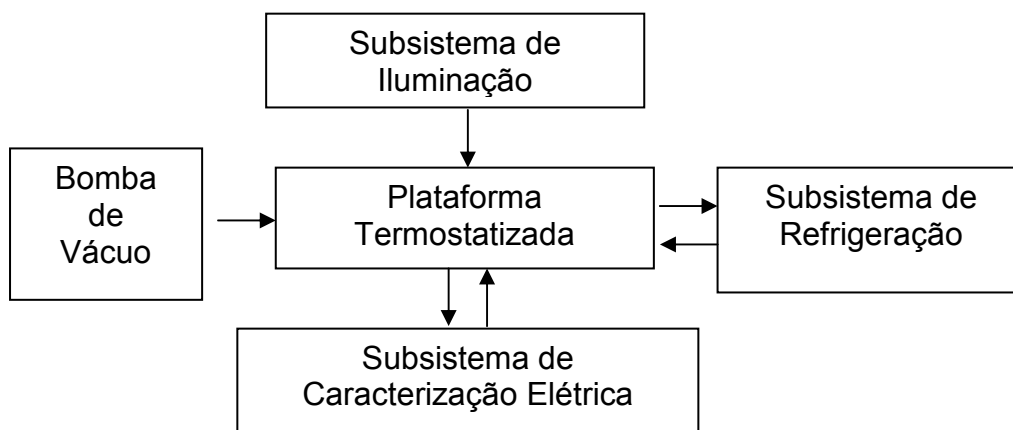 Subsistema de
Iluminação
Bomba
de
Vácuo
Plataforma
Termostatizada
Subsistema de
Refrigeração
Subsistema de
Caracterização Elétrica